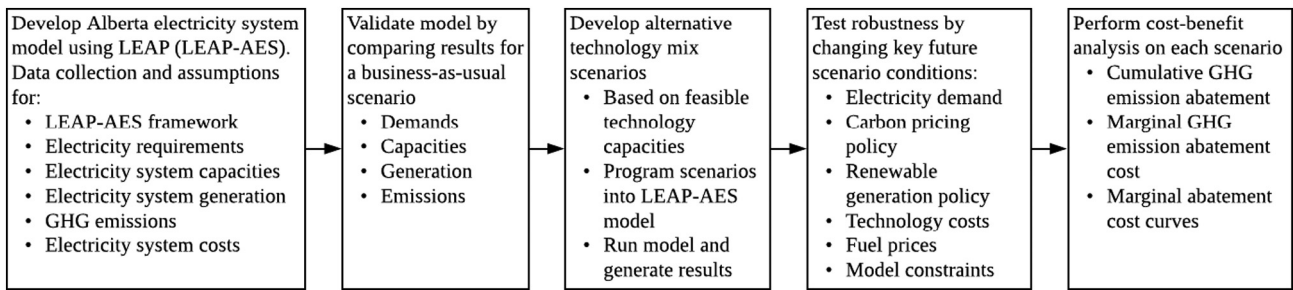 Develop Alberta electricity system
model using LEAP (LEAP-AES).
Data collection and assumptions
for:
• LEAP-AES framework
• Electricity requirements
• Electricity system capacities
• Electricity system generation
• GHG emissions
• Electricity system costs
Validate model by
comparing results for
a business-as-usual
scenario
• Demands
• Capacities
• Generation
• Emissions
Develop alternative
technology mix
scenarios
• Based on feasible
technology
capacities
• Program scenarios
into LEAP-AES
model
• Run model and
generate results
Test robustness by
changing key future
scenario conditions:
• Electricity demand
• Carbon pricing
policy
• Renewable
generation policy
• Technology costs
• Fuel prices
• Model constraints
Perform cost-benefit
analysis on each scenario
• Cumulative GHG
emission abatement
• Marginal GHG
emission abatement
cost
• Marginal abatement
cost curves